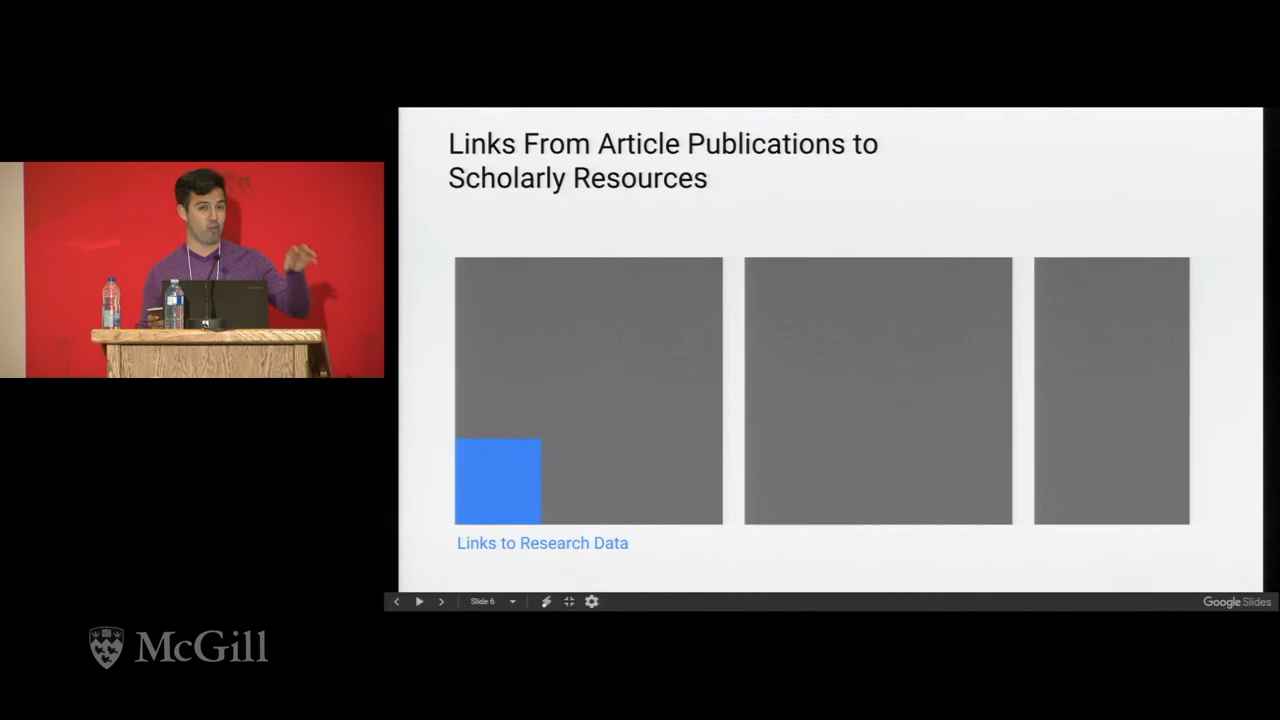 Links From Article Publications to
Scholarly Resources
Links to Research Data
Slide 6
Google Slides
McGill